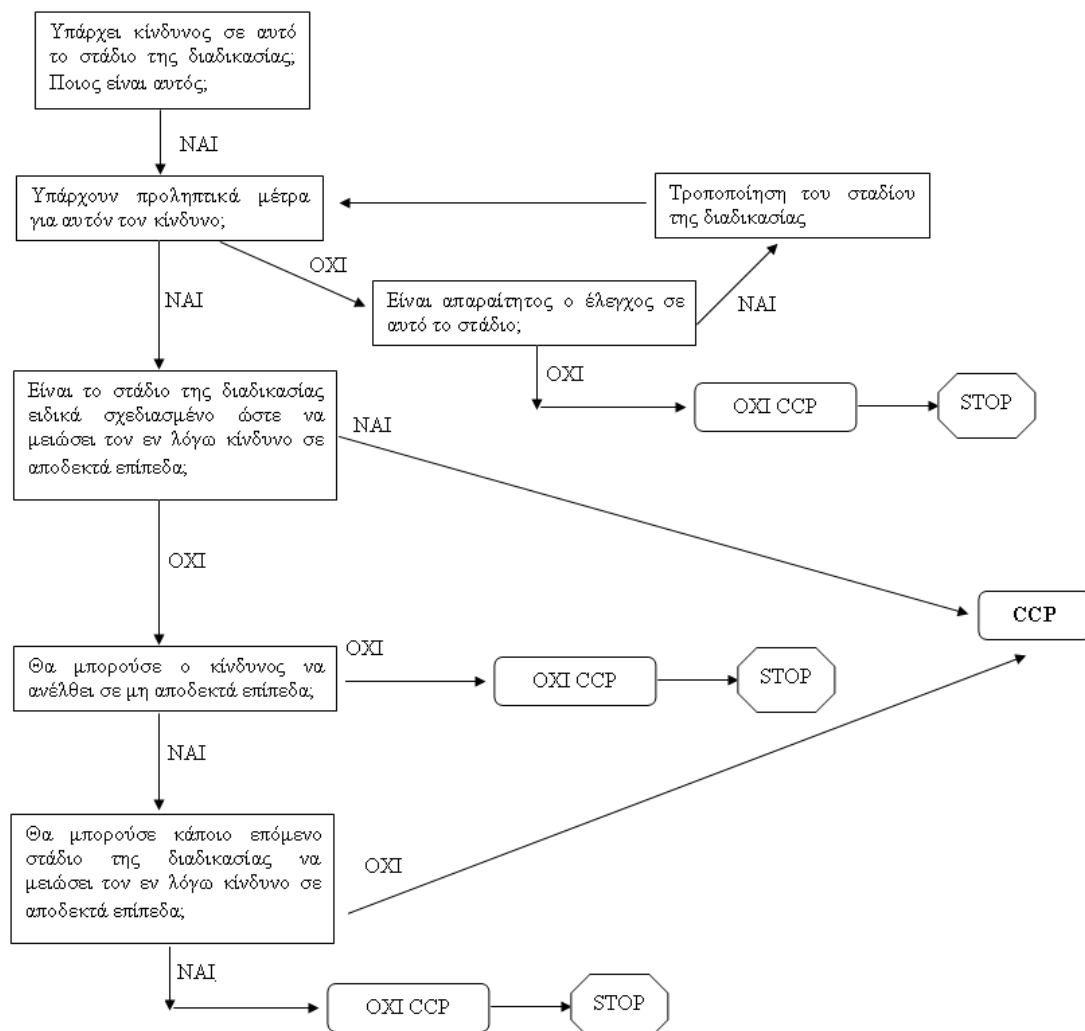 Υπάρχει κίνδυνος σε αυτό
το στάδιο της διαδικασίας;
Ποιος είναι αυτός;
ΝΑΙ
Υπάρχουν προληπτικά μέτρα
για αυτόν τον κίνδυνο;
Τροποποίηση του σταδίου
της διαδικασίας
ΟΧΙ
ΝΑΙ
Είναι απαραίτητος ο έλεγχος σε
αυτό το στάδιο;
ΝΑΙ
ΟΧΙ
ΟΧΙ CCP
STOP
Είναι το στάδιο της διαδικασίας
ειδικά σχεδιασμένο ώστε να
μειώσει τον εν λόγω κίνδυνο σε
αποδεκτά επίπεδα;
ΝΑΙ
ΟΧΙ
CCP
Θα μπορούσε ο κίνδυνος να
ανέλθει σε μη αποδεκτά επίπεδα;
ΟΧΙ
ΟΧΙ CCP
STOP
ΝΑΙ
Θα μπορούσε κάποιο επόμενο
στάδιο της διαδικασίας να
μειώσει τον εν λόγω κίνδυνο σε
αποδεκτά επίπεδα;
ΟΧΙ
ΝΑΙ.
ΟΧΙ CCP
STOP